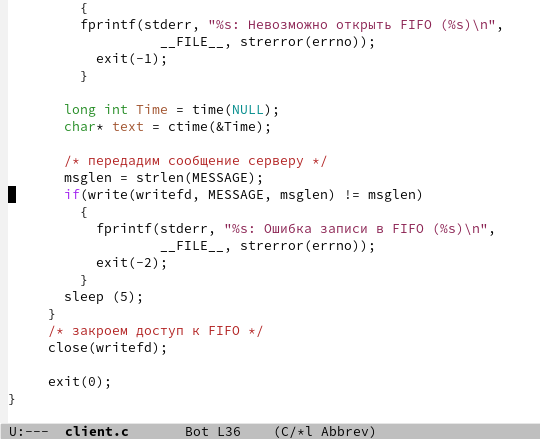 {
fprintf(stderr, "%s: Невозможно открыть FIFO (%s)\n",
__FILE__, strerror(errno));
exit(-1);
}
long int Time = time(NULL);
char* text = ctime(&Time);
/* передадим сообщение серверу */
msglen = strlen(MESSAGE);
if(write(writefd, MESSAGE, msglen) != msglen)
{
fprintf(stderr, "%s: Ошибка записи в FIFO (%s)\n",
__FILE__, strerror(errno));
exit(-2);
}
sleep (5);
}
/* закроем доступ к FIFO */
close(writefd);
exit(0);
}
U:--- client.c Bot L36 (C/*l Abbrev)